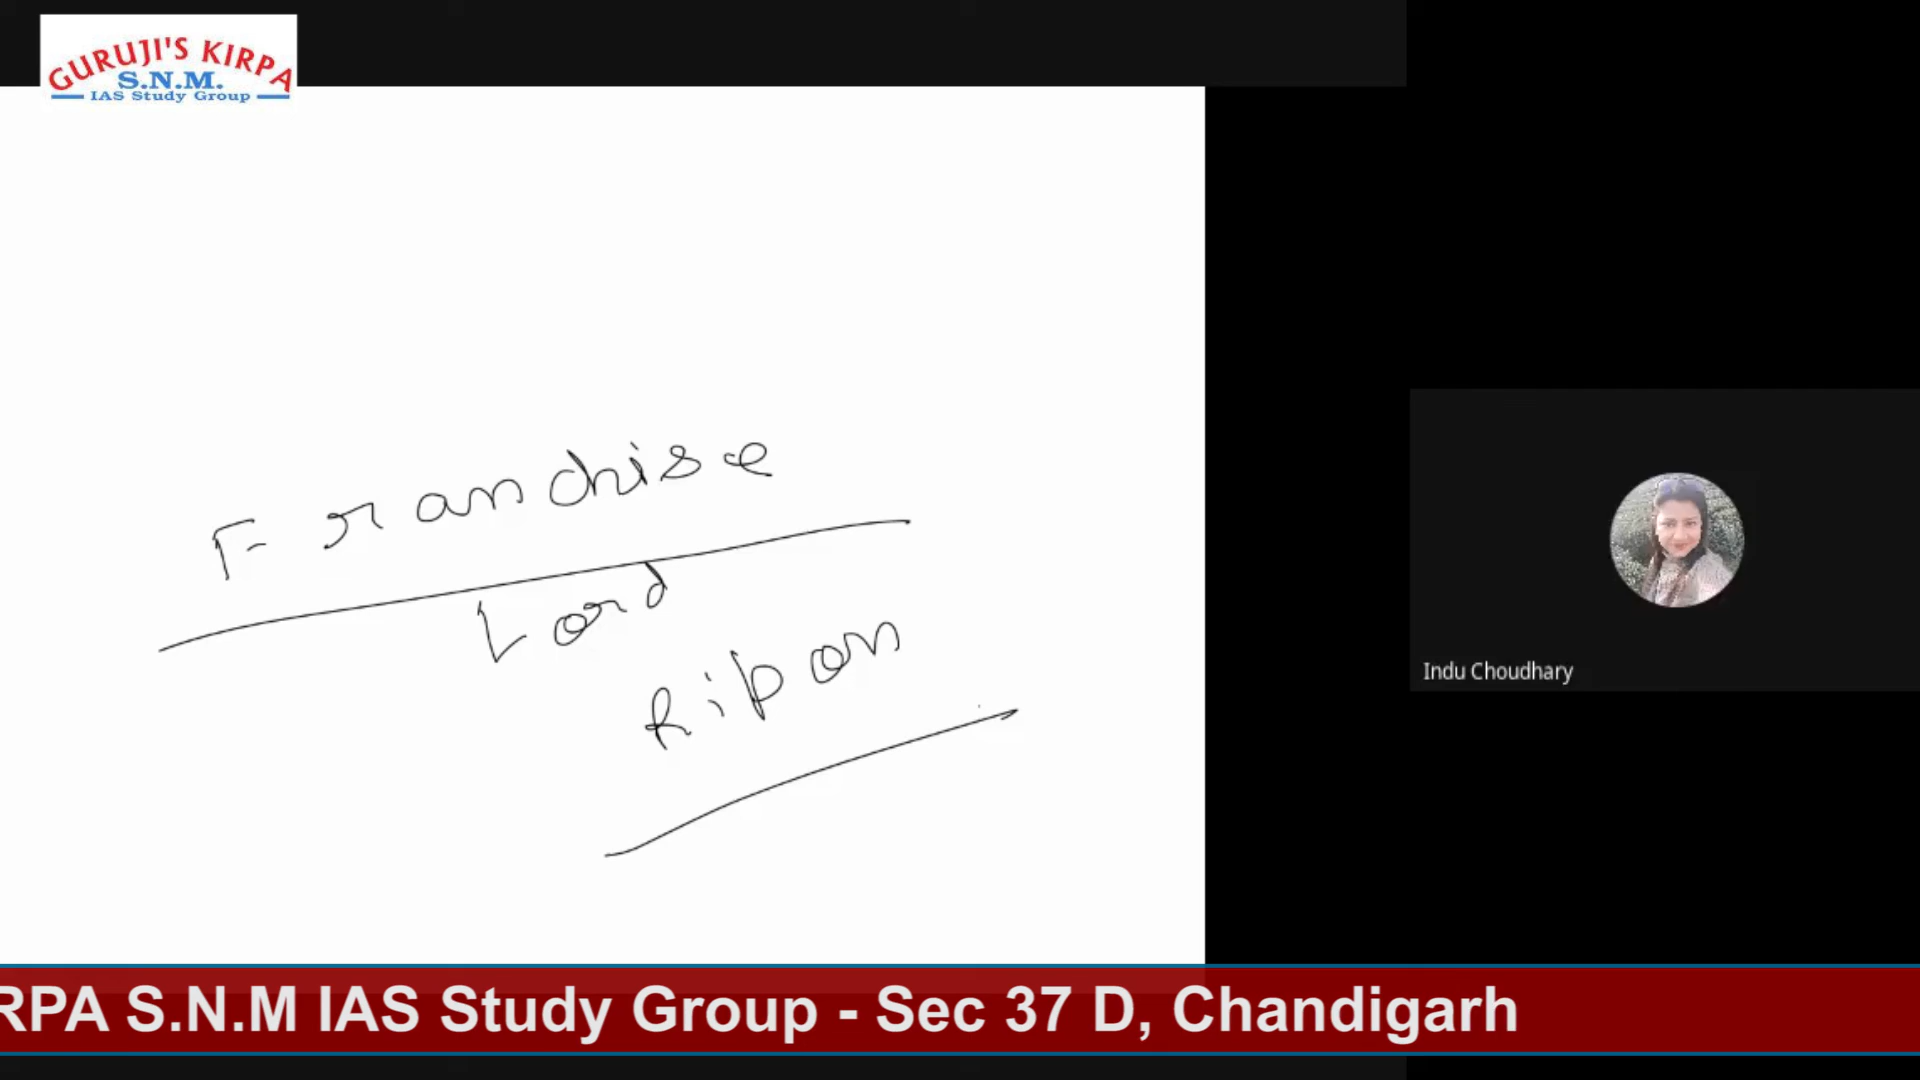 GURUJI'S KIRPA
S.N.M.
IAS Study Group
Franchise
Lord
Ripon
Indu Choudhary
RPA S.N.M IAS Study Group - Sec 37 D, Chandigarh